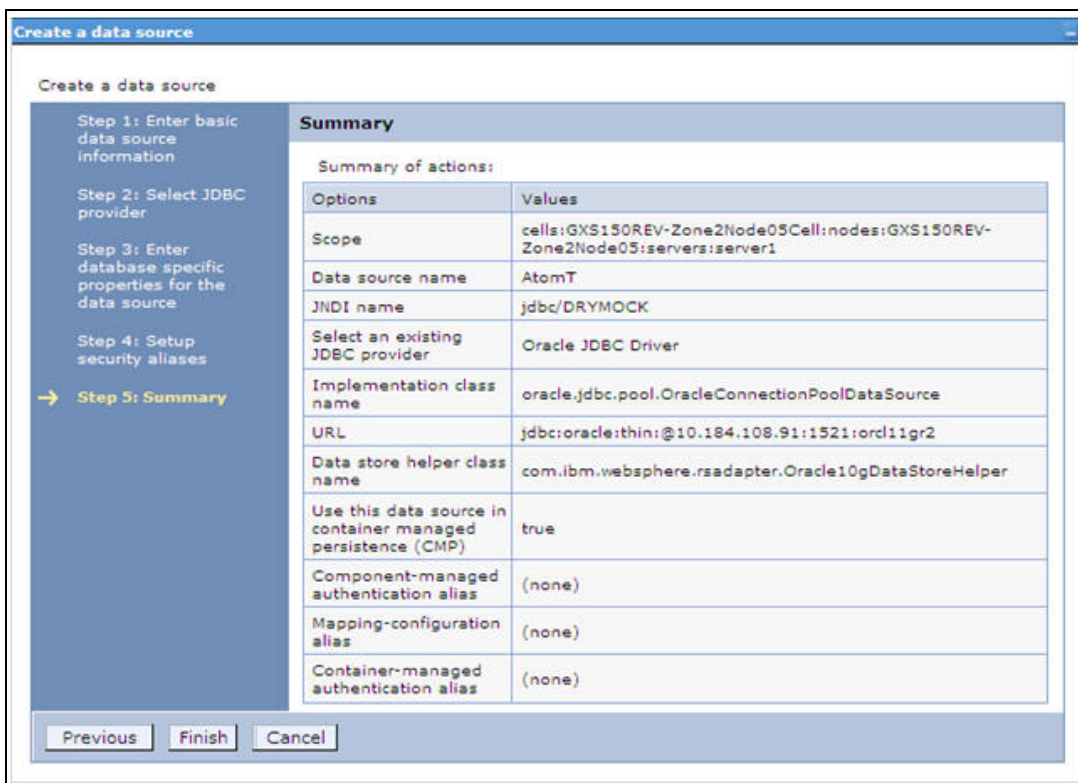 Create a data source
Create a data source
Step 1: Enter basic
data source
information
Step 2: Select JDBC
provider
Step 3: Enter
database specific
properties for the
data source
Step 4: Setup
security aliases
Step 5: Summary
Summary
Summary of actions:
Options Values
Scope cells:GXS150REV-Zone2Node05Cell:nodes:GXS150REV-
Zone2Node05:servers:server1
Data source name AtomT
JNDI name jdbc/DRYMOCK
Select an existing
JDBC provider Oracle JDBC Driver
Implementation class
name oracle.jdbc.pool.OracleConnectionPoolDataSource
URL jdbc:oracle:thin:@10.184.108.91:1521:orcl11gr2
Data store helper class
name com.ibm.websphere.rsadapter.Oracle10gDataStoreHelper
Use this data source in
container managed
persistence (CMP) true
Component-managed
authentication alias (none)
Mapping-configuration
alias (none)
Container-managed
authentication alias (none)
Previous Finish Cancel